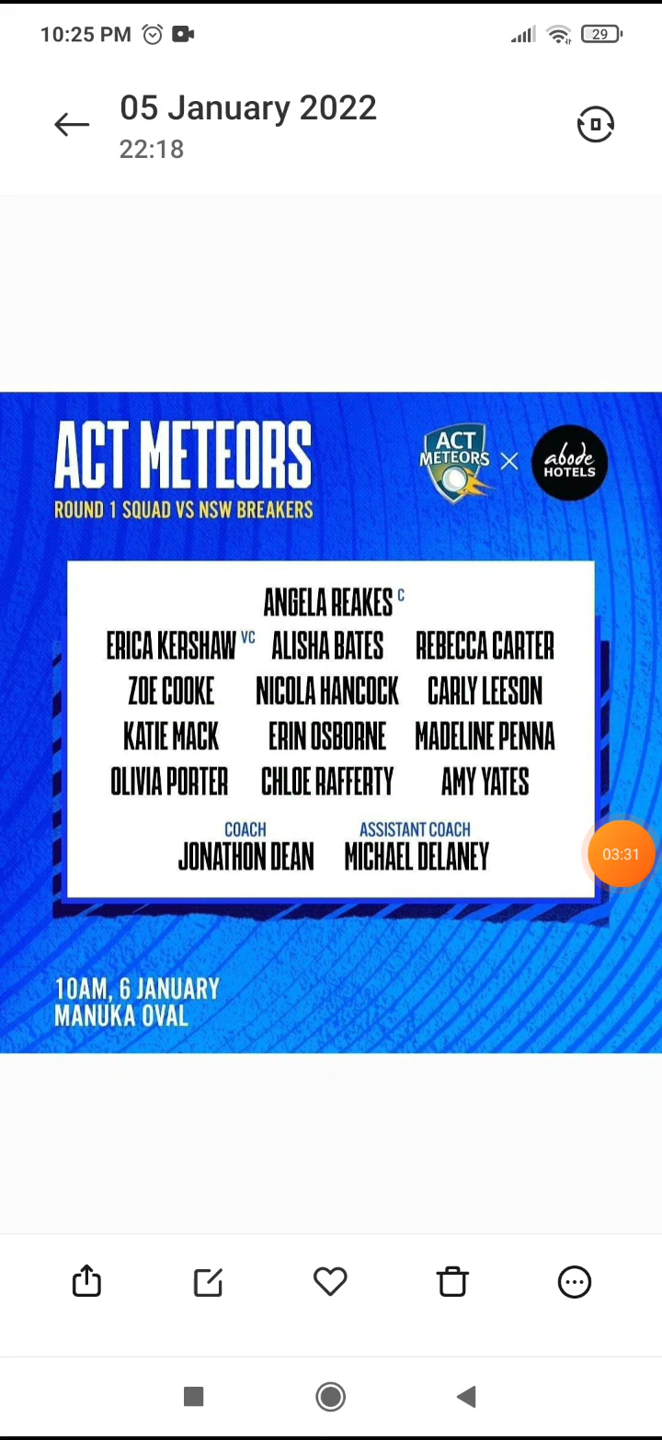 10:25 PM
29
05 January 2022
22:18
ACT METEORS
ROUND 1 SQUAD VS NSW BREAKERS
ACT
METEORS
X
abode
HOTELS
ANGELA REAKES C
ERICA KERSHAW VC ALISHA BATES REBECCA CARTER
ZOE COOKE NICOLA HANCOCK CARLY LEESON
KATIE MACK ERIN OSBORNE MADELINE PENNA
OLIVIA PORTER CHLOE RAFFERTY AMY YATES
COACH ASSISTANT COACH
JONATHON DEAN MICHAEL DELANEY
03:31
10AM, 6 JANUARY
MANUKA OVAL